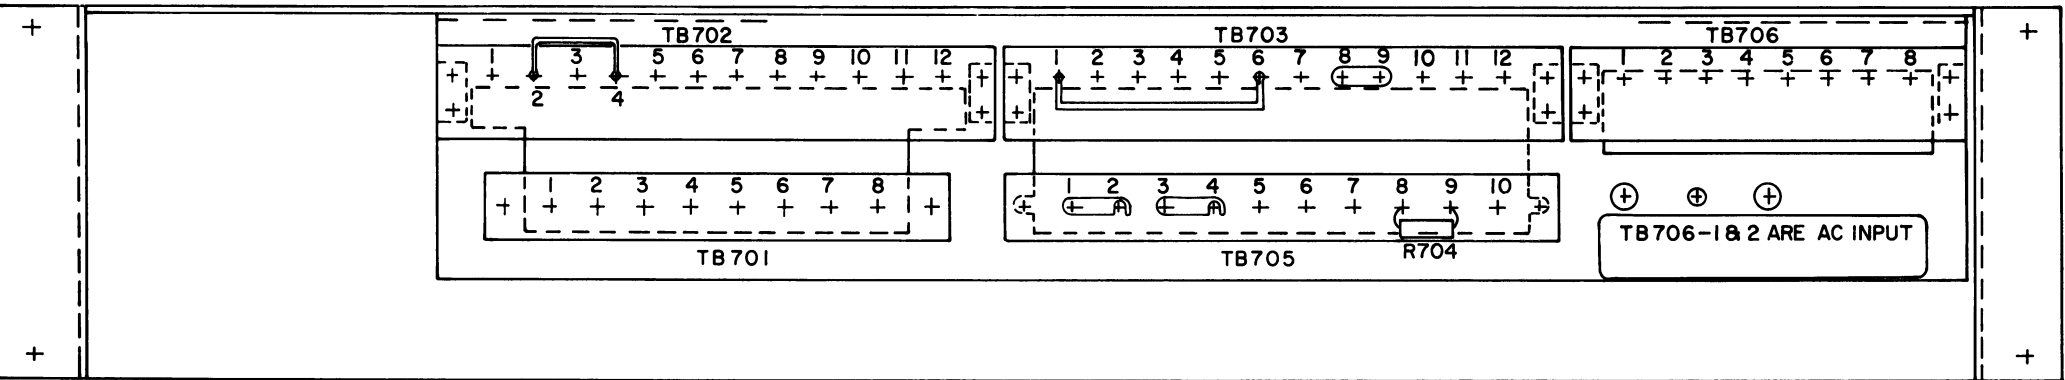 TB702
1 3 5 6 7 8 9 10 11 12
2 4
TB703
1 2 3 4 5 6 7 8 9 10 11 12
TB706
1 2 3 4 5 6 7 8
1 2 3 4 5 6 7 8
TB701
1 2 3 4 5 6 7 8 9 10
R704
TB705
TB706-1 & 2 ARE AC INPUT